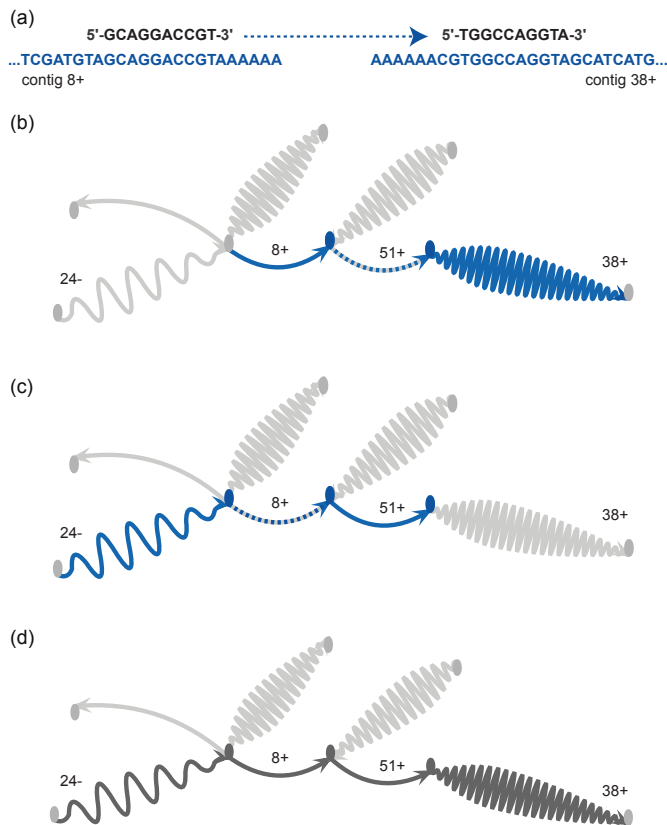 (a)
5'-GCAGGACCGT-3' 5'-TGGCCAGGTA-3'
...TCGATGTAGCAGGACCGTAAAAAA AAAAAACGTGGCCAGGTAGCATCATG...
contig 8+ contig 38+
(b)
8+
51+
38+
24-
(c)
8+
51+
38+
24-
(d)
8+
51+
24-
38+